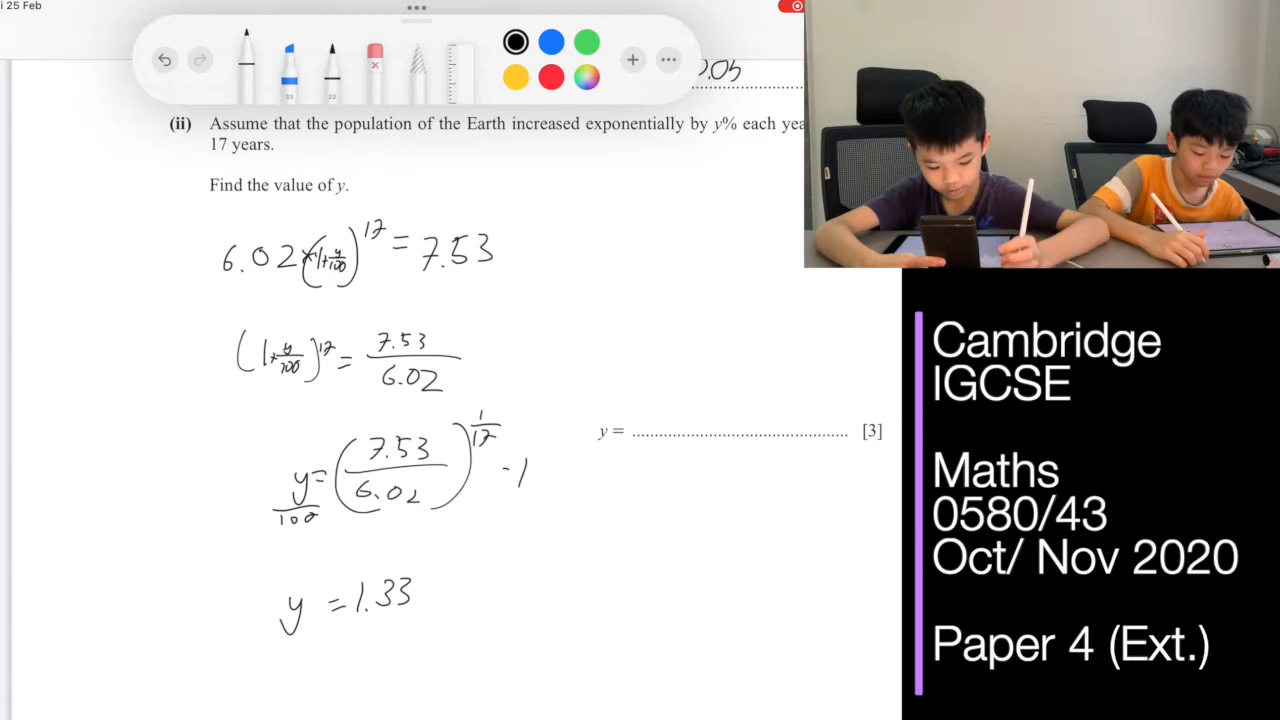 i 25 Feb
33
22
0.05
(ii) Assume that the population of the Earth increased exponentially by y% each yea
17 years.
Find the value of y.
6.02 × (1+y/100)^17 = 7.53
(1+y/100)^17 = 7.53/6.02
y/100 = (7.53/6.02)^1/17 - 1
y = ................................................ [3]
y = 1.33
Cambridge
IGCSE
Maths
0580/43
Oct/ Nov 2020
Paper 4 (Ext.)